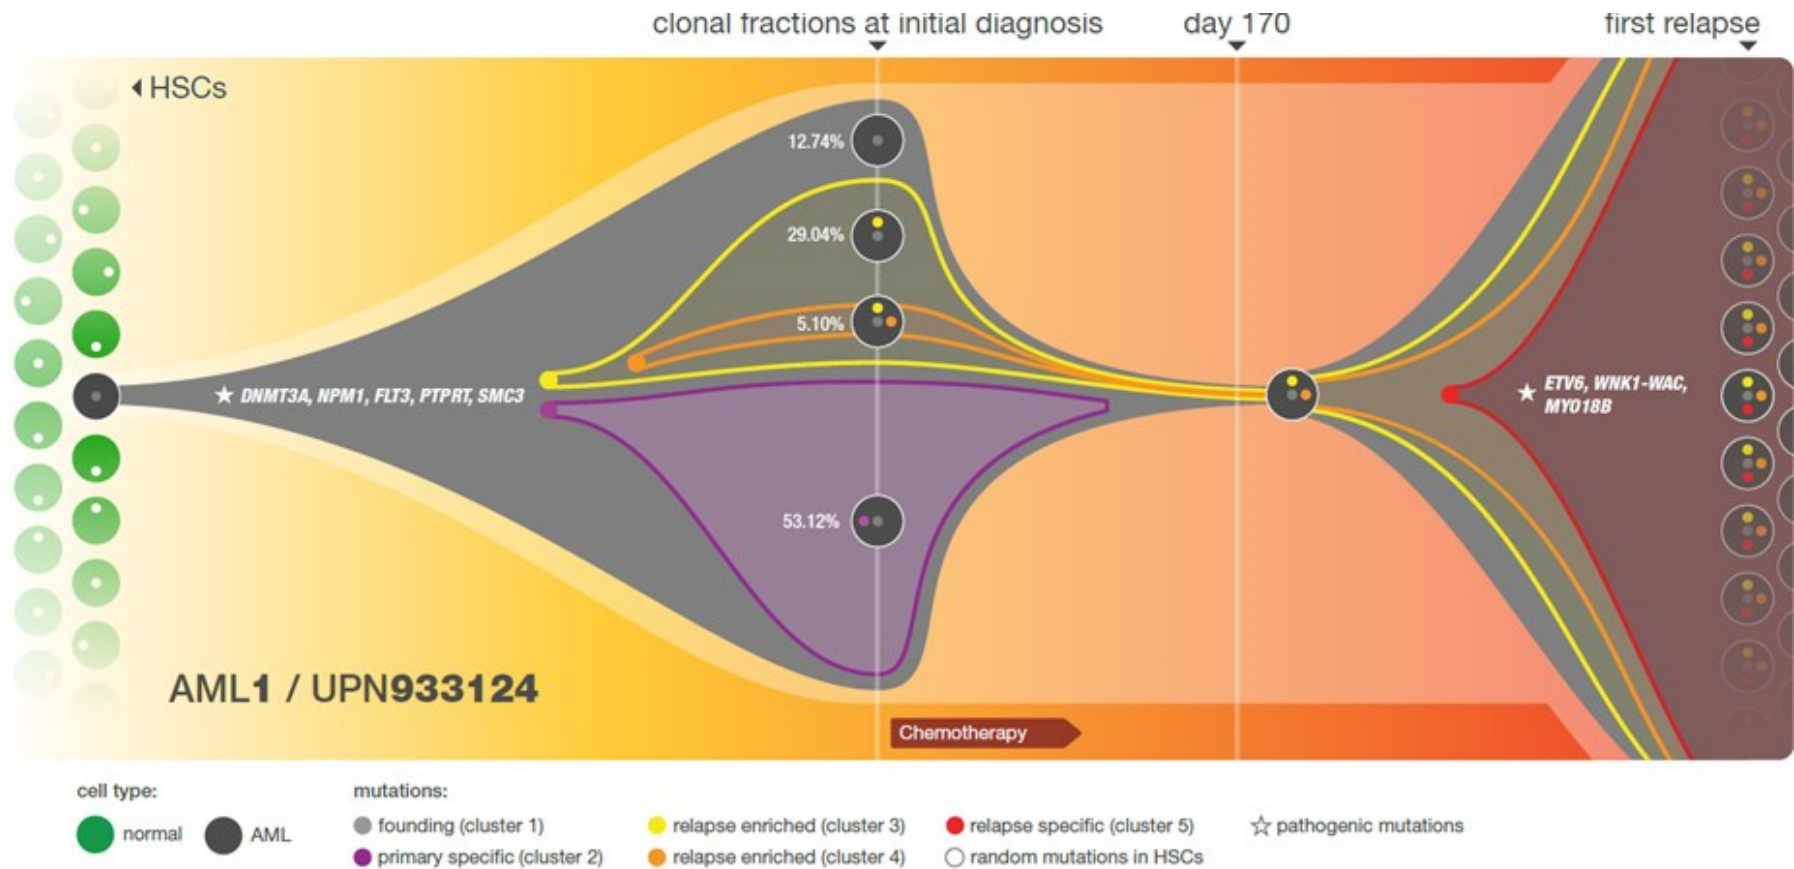 clonal fractions at initial diagnosis day 170 first relapse
HSCs
12.74%
29.04%
5.10%
DNMT3A, NPM1, FLT3, PTPRT, SMC3
ETV6, WNK1-WAC,
MYO18B
53.12%
AML1 / UPN933124
Chemotherapy
cell type: mutations:
normal AML founding (cluster 1) relapse enriched (cluster 3) relapse specific (cluster 5) pathogenic mutations
primary specific (cluster 2) relapse enriched (cluster 4) random mutations in HSCs